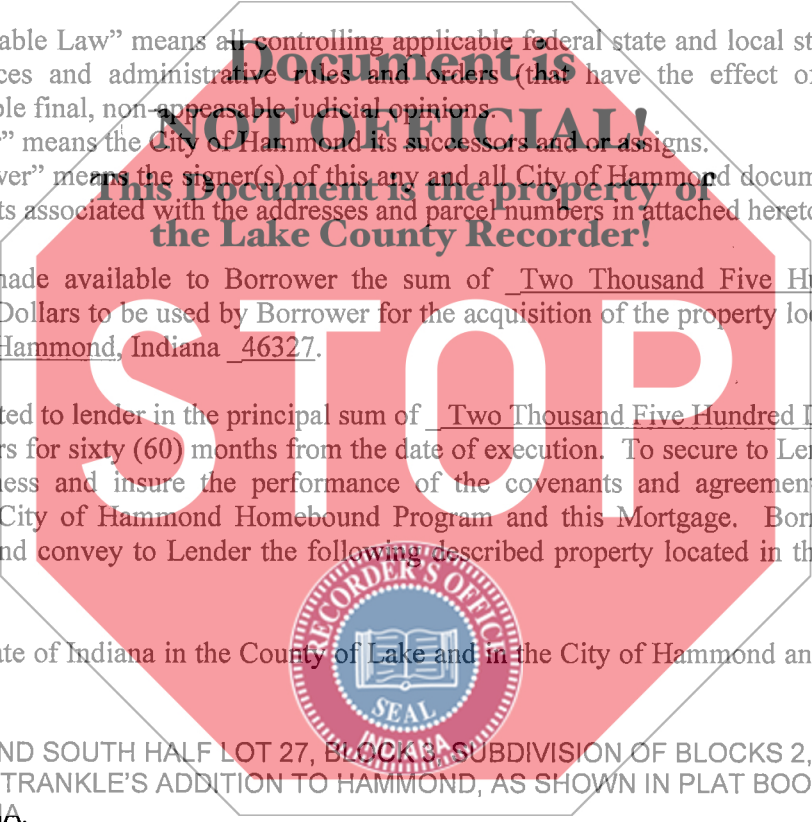 able Law” means all controlling applicable federal state and local st
Document is
ces and administrative rules and orders (that have the effect of
ble final, non-appeasable judicial opinions.
NOT OFFICIAL!
” means the City of Hammond its successors and or assigns.
wer” means the signer(s) of this any and all City of Hammond docum
This Document is the property of
ts associated with the addresses and parcel numbers in attached hereto
the Lake County Recorder!
made available to Borrower the sum of _Two Thousand Five Hu
Dollars to be used by Borrower for the acquisition of the property loc
Hammond, Indiana _46327.
STOP
ted to lender in the principal sum of _ Two Thousand Five Hundred D
rs for sixty (60) months from the date of execution. To secure to Len
ness and insure the performance of the covenants and agreement
City of Hammond Homebound Program and this Mortgage. Borr
nd convey to Lender the following described property located in th
RECORDER'S OFFICE
ate of Indiana in the County of Lake and in the City of Hammond an
SEAL
INDIANA
ND SOUTH HALF LOT 27, BLOCK 3, SUBDIVISION OF BLOCKS 2,
TRANKLE’S ADDITION TO HAMMOND, AS SHOWN IN PLAT BOO
NA.